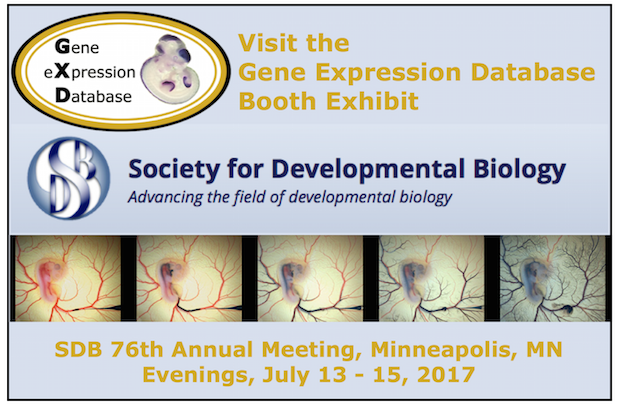 Gene
eXpression
Database
Visit the
Gene Expression Database
Booth Exhibit
SDB
Society for Developmental Biology
Advancing the field of developmental biology
SDB 76th Annual Meeting, Minneapolis, MN
Evenings, July 13 - 15, 2017